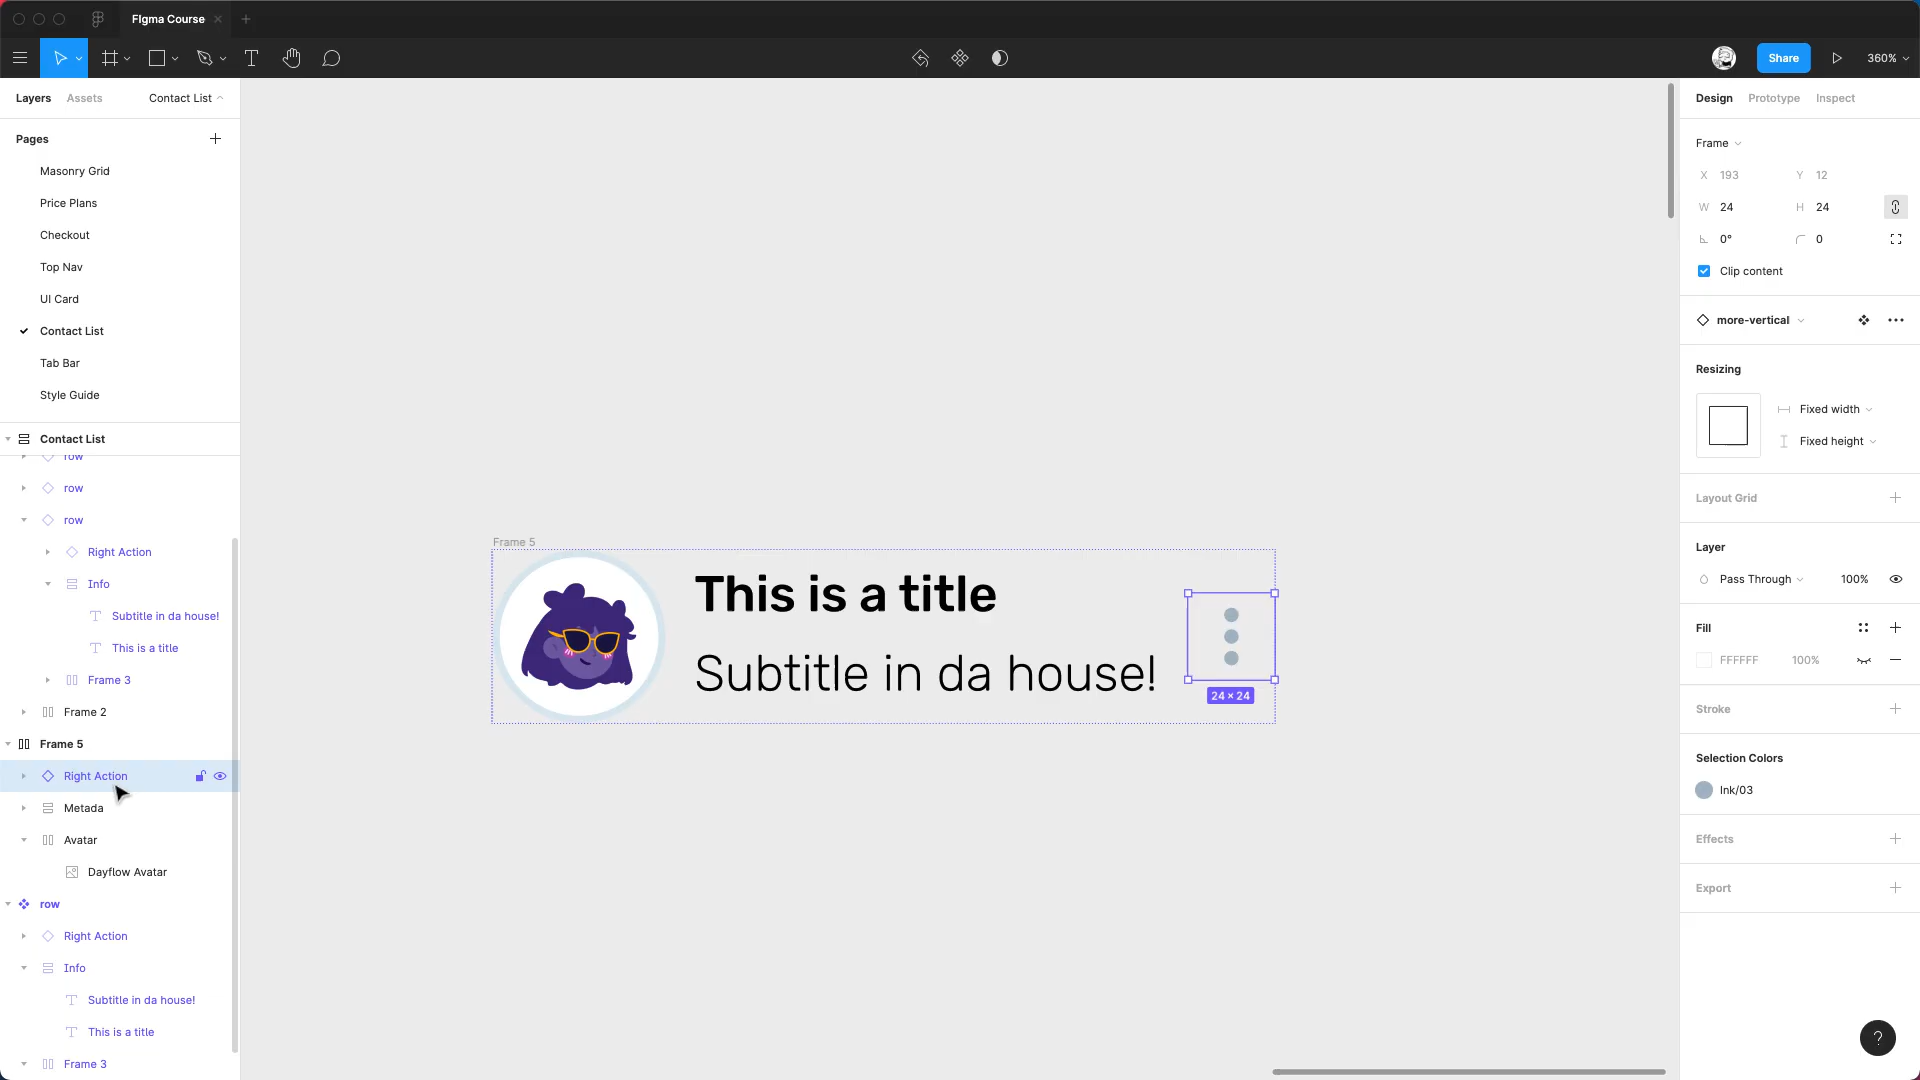 FIgma Course
Share
360%
Layers
Assets
Contact List
Pages
Masonry Grid
Price Plans
Checkout
Top Nav
UI Card
Contact List
Tab Bar
Style Guide
Contact List
row
row
row
Right Action
Info
Subtitle in da house!
This is a title
Frame 3
Frame 2
Frame 5
Right Action
Metada
Avatar
Dayflow Avatar
row
Right Action
Info
Subtitle in da house!
This is a title
Frame 3
Frame 5
This is a title
Subtitle in da house!
24 × 24
Design
Prototype
Inspect
Frame
X 193
Y 12
W 24
H 24
0°
0
Clip content
more-vertical
Resizing
Fixed width
Fixed height
Layout Grid
Layer
Pass Through
100%
Fill
FFFFFF
100%
Stroke
Selection Colors
Ink/03
Effects
Export
?